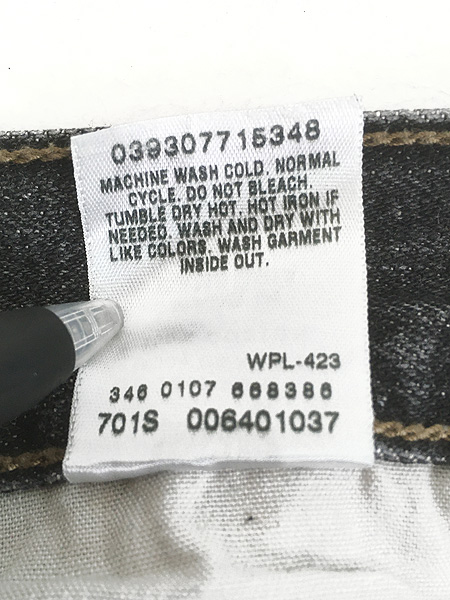 039307715348
MACHINE WASH COLD, NORMAL
CYCLE. DO NOT BLEACH.
TUMBLE DRY HOT. HOT IRON IF
NEEDED. WASH AND DRY WITH
LIKE COLORS. WASH GARMENT
INSIDE OUT.
WPL-423
346 0107 668386
701S 006401037